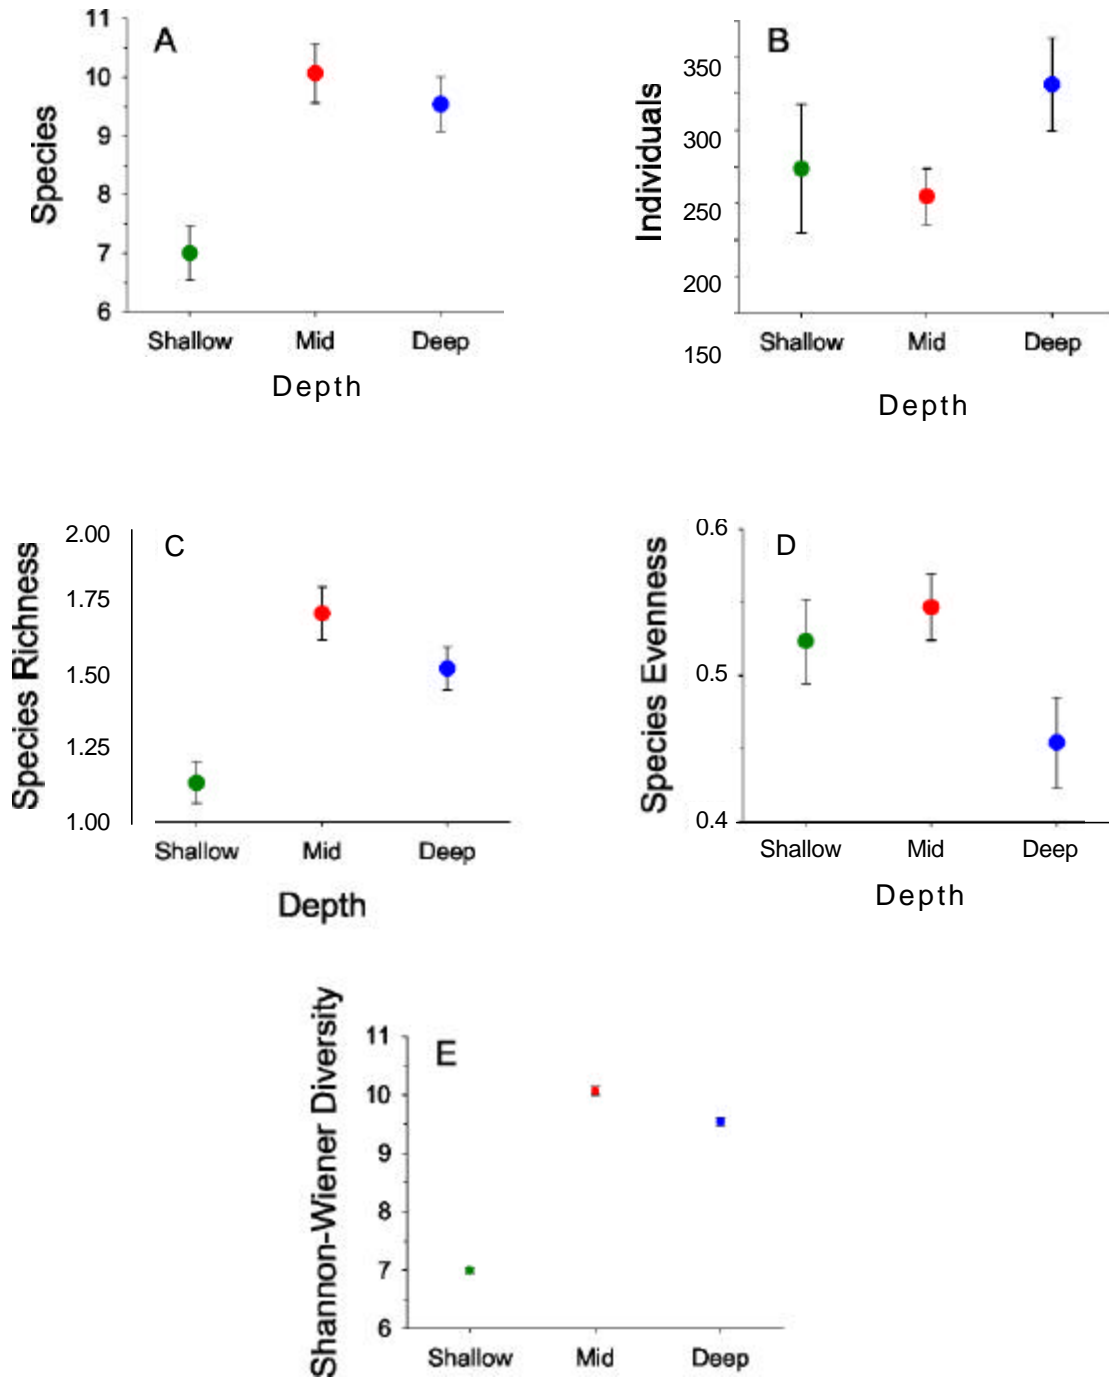 A
Species
11
10
9
8
7
6
Shallow Mid Deep
Depth
B
Individuals
350
300
250
200
150
Shallow Mid Deep
Depth
C
Species Richness
2.00
1.75
1.50
1.25
1.00
Shallow Mid Deep
Depth
D
Species Evenness
0.6
0.5
0.4
Shallow Mid Deep
Depth
E
Shannon-Wiener Diversity
11
10
9
8
7
6
Shallow Mid Deep